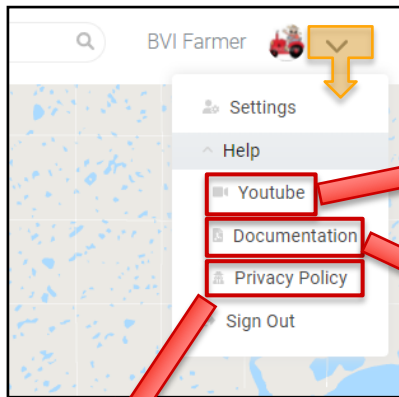 BVI Farmer
Settings
Help
Youtube
Documentation
Privacy Policy
Sign Out